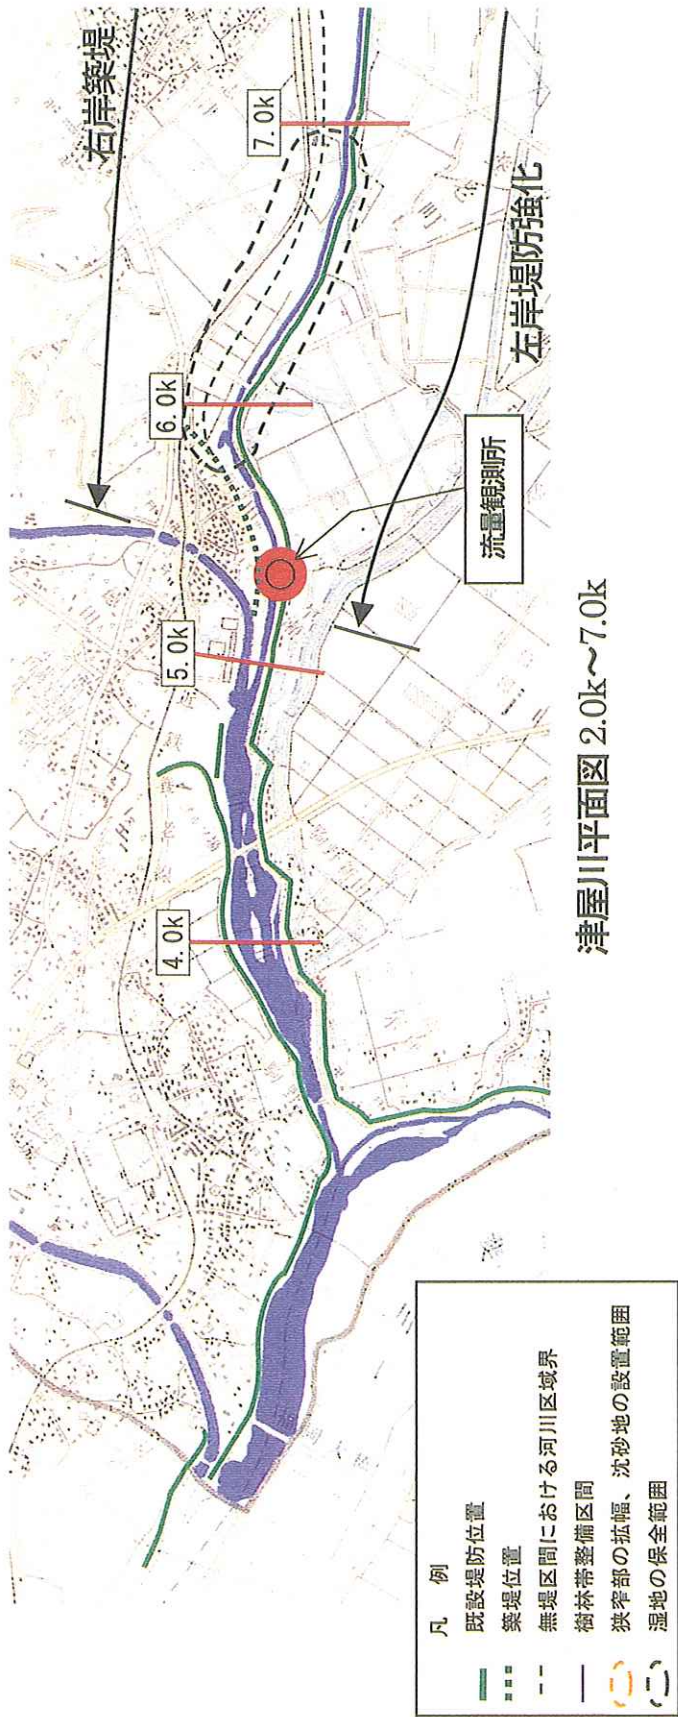 右岸築堤
7.0k
6.0k
5.0k
4.0k
左岸堤防強化
流量観測所
津屋川平面図 2.0k～7.0k
凡 例
既設堤防位置
築堤位置
無堤区間における河川区域界
樹林帯整備区間
狭窄部の拡幅、沈砂地の設置範囲
湿地の保全範囲